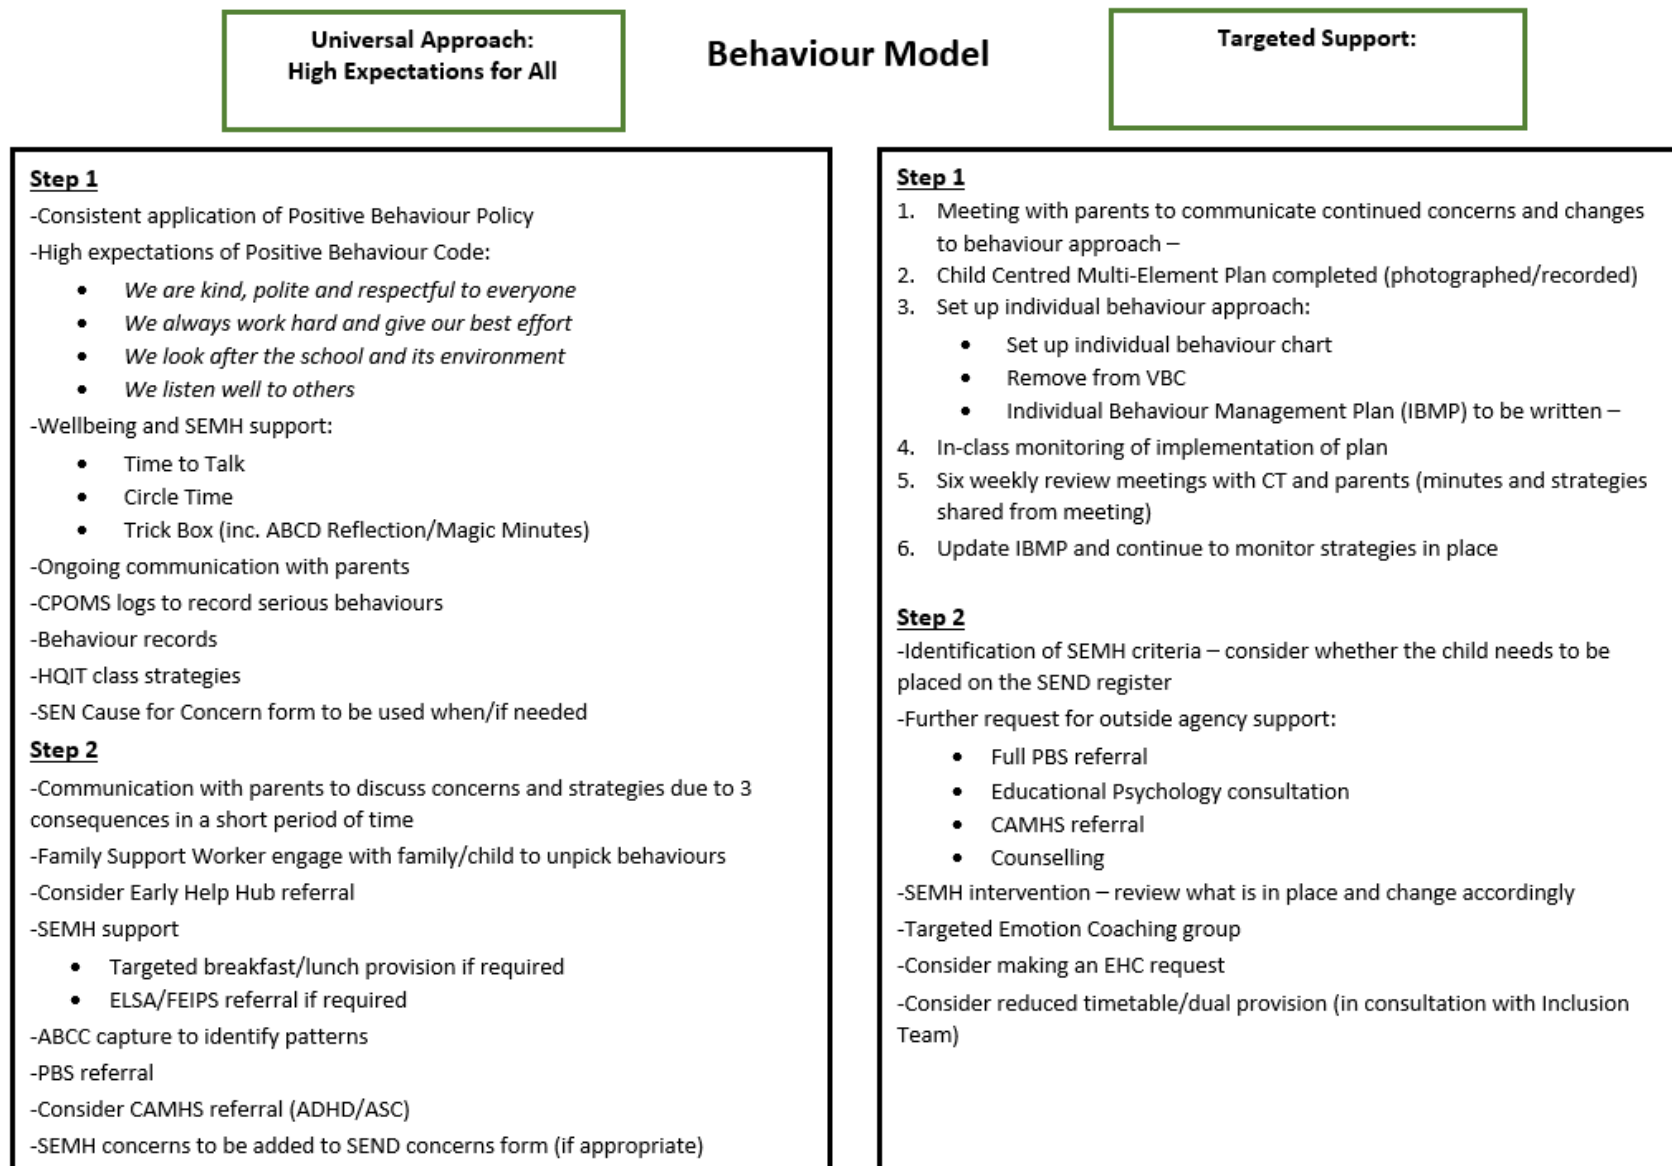 Universal Approach:
High Expectations for All
Behaviour Model
Targeted Support:
Step 1
-Consistent application of Positive Behaviour Policy
-High expectations of Positive Behaviour Code:
• We are kind, polite and respectful to everyone
• We always work hard and give our best effort
• We look after the school and its environment
• We listen well to others
-Wellbeing and SEMH support:
• Time to Talk
• Circle Time
• Trick Box (inc. ABCD Reflection/Magic Minutes)
-Ongoing communication with parents
-CPOMS logs to record serious behaviours
-Behaviour records
-HQIT class strategies
-SEN Cause for Concern form to be used when/if needed
Step 2
-Communication with parents to discuss concerns and strategies due to 3
consequences in a short period of time
-Family Support Worker engage with family/child to unpick behaviours
-Consider Early Help Hub referral
-SEMH support
• Targeted breakfast/lunch provision if required
• ELSA/FEIPS referral if required
-ABCC capture to identify patterns
-PBS referral
-Consider CAMHS referral (ADHD/ASC)
-SEMH concerns to be added to SEND concerns form (if appropriate)
Step 1
1. Meeting with parents to communicate continued concerns and changes
to behaviour approach –
2. Child Centred Multi-Element Plan completed (photographed/recorded)
3. Set up individual behaviour approach:
• Set up individual behaviour chart
• Remove from VBC
• Individual Behaviour Management Plan (IBMP) to be written –
4. In-class monitoring of implementation of plan
5. Six weekly review meetings with CT and parents (minutes and strategies
shared from meeting)
6. Update IBMP and continue to monitor strategies in place
Step 2
-Identification of SEMH criteria – consider whether the child needs to be
placed on the SEND register
-Further request for outside agency support:
• Full PBS referral
• Educational Psychology consultation
• CAMHS referral
• Counselling
-SEMH intervention – review what is in place and change accordingly
-Targeted Emotion Coaching group
-Consider making an EHC request
-Consider reduced timetable/dual provision (in consultation with Inclusion
Team)